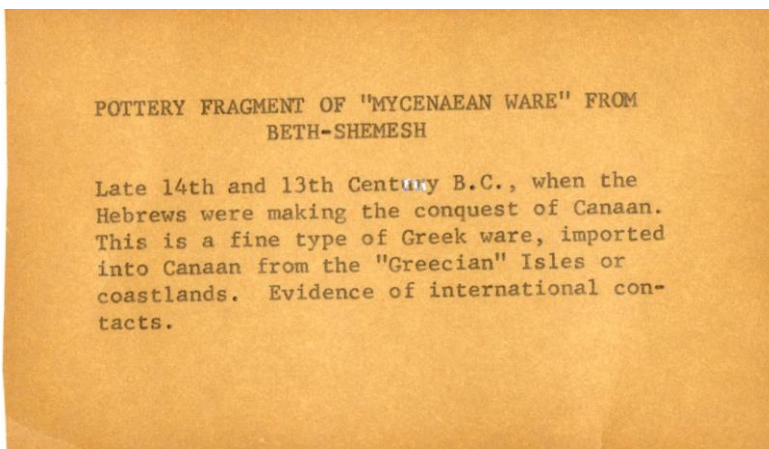 POTTERY FRAGMENT OF "MYCENAEAN WARE" FROM
BETH-SHEMESH
Late 14th and 13th Century B.C., when the
Hebrews were making the conquest of Canaan.
This is a fine type of Greek ware, imported
into Canaan from the "Greecian" Isles or
coastlands. Evidence of international con-
tacts.